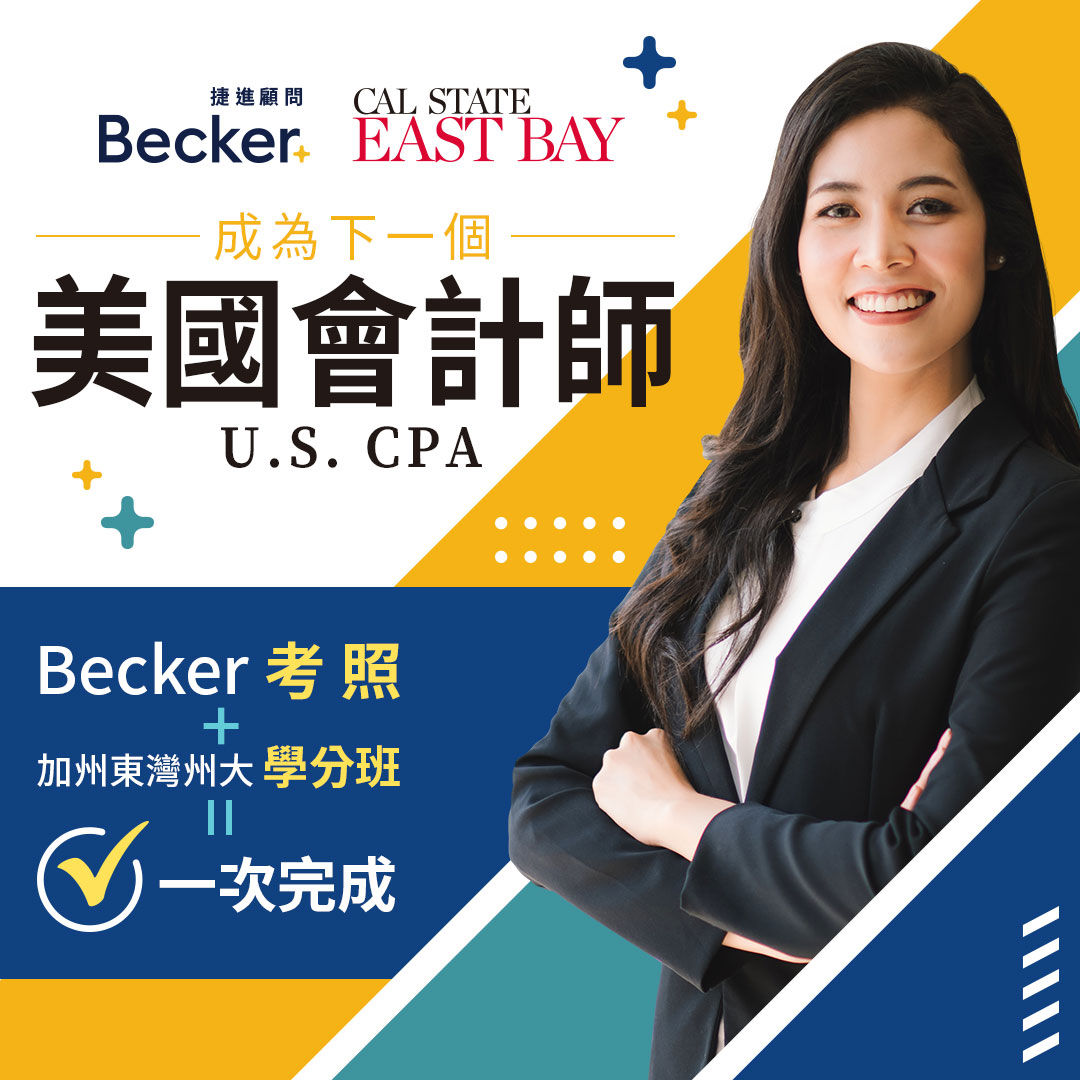 捷進顧問
Becker
CAL STATE
EAST BAY
成為下一個
美國會計師
U.S. CPA
Becker 考照
+
加州東灣州大 學分班
=
一次完成